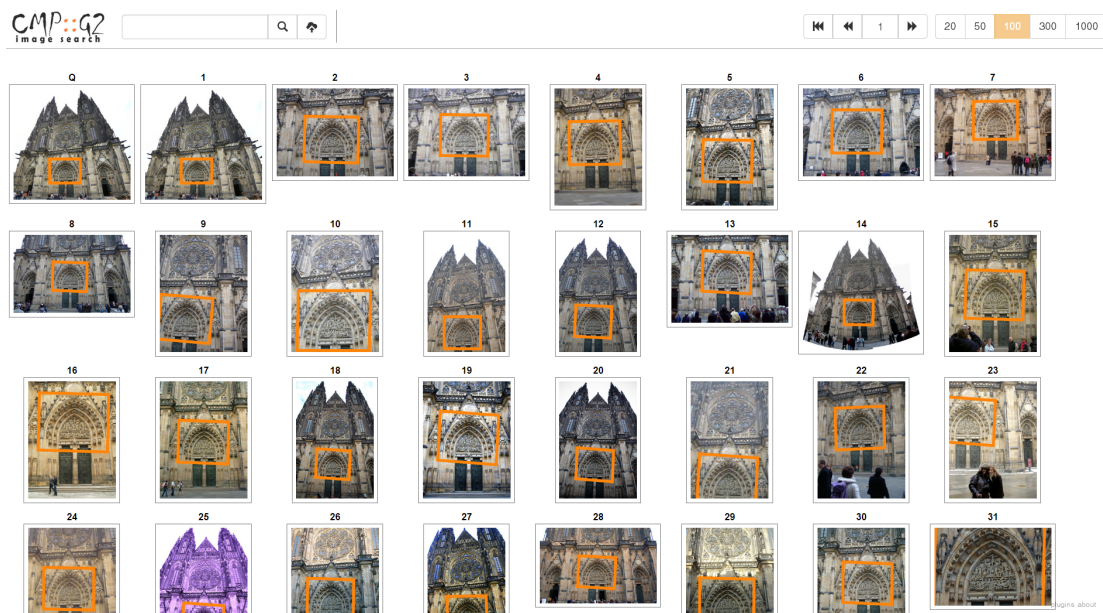 CMP::G2
image search
1
20 50 100 300 1000
Q 1 2 3 4 5 6 7
8 9 10 11 12 13 14 15
16 17 18 19 20 21 22 23
24 25 26 27 28 29 30 31
plugins about